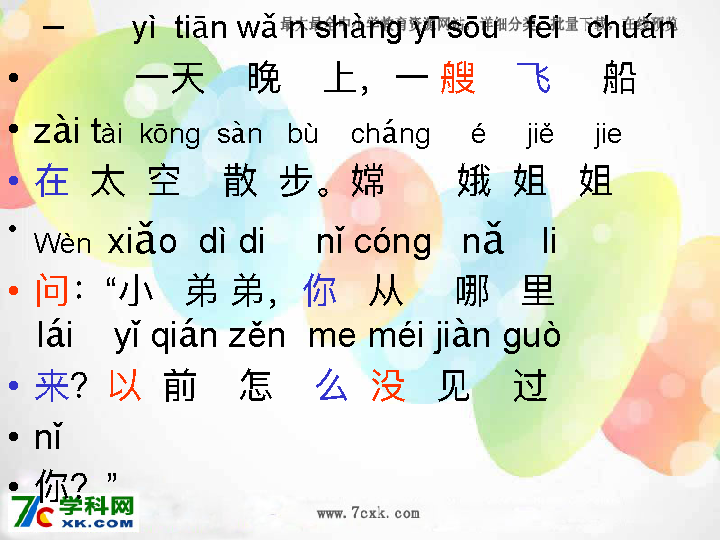 – yì tiān wǎn shàng yī sōu fēi chuán
最大最全的中小学教育资源网站，详细分类，批量下载，在线预览
• 一天 晚 上，一 艘 飞 船
• zài tài kōng sàn bù cháng é jiě jie
• 在 太 空 散 步。嫦 娥 姐 姐
• Wèn xiǎo dì di nǐ cóng nǎ li
• 问：“小 弟 弟，你 从 哪 里
lái yǐ qián zěn me méi jiàn guò
• 来？以 前 怎 么 没 见 过
• nǐ
• 你？”
7C 学科网
XK.COM
www.7cxk.com